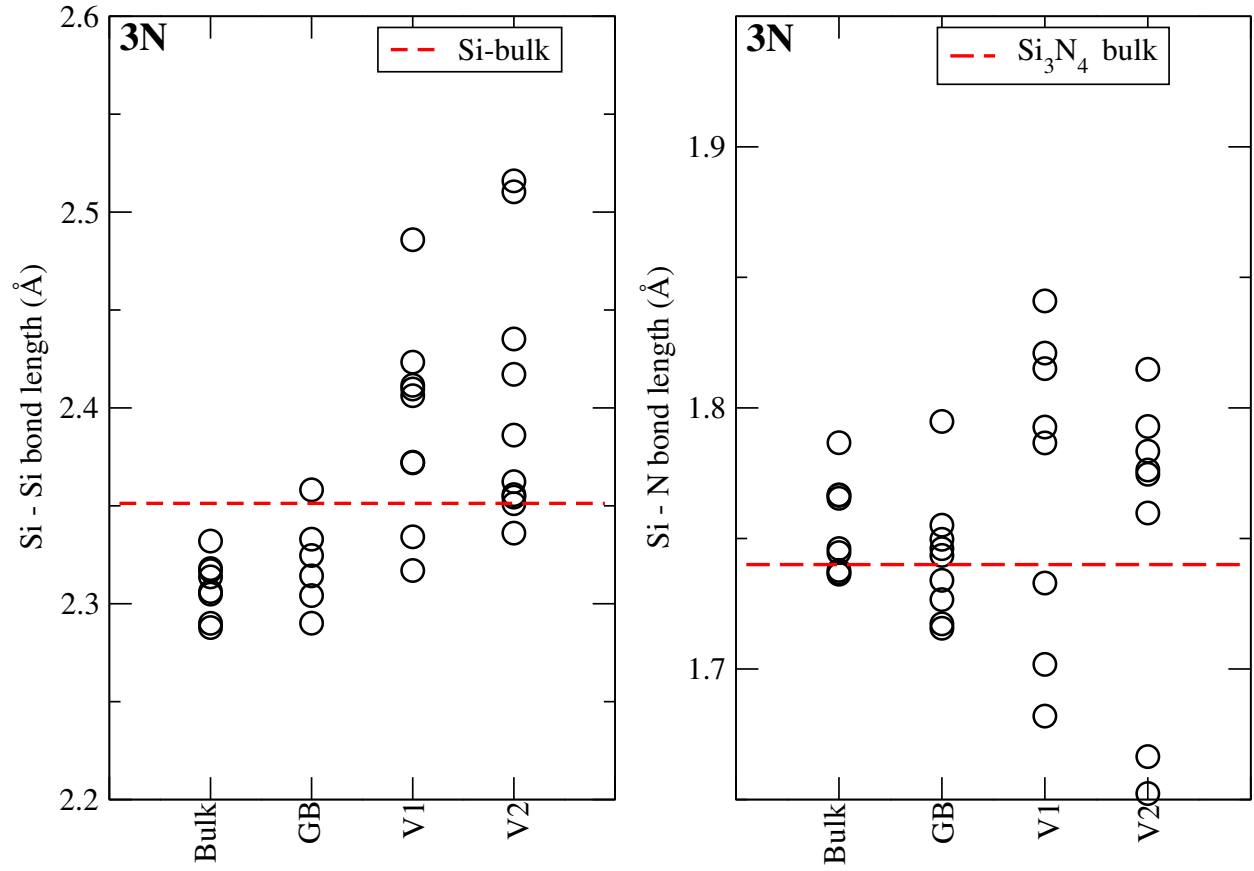 3N
Si-bulk
Si - Si bond length (Å)
2.6
2.5
2.4
2.3
2.2
Bulk
GB
V1
V2
3N
Si₃N₄ bulk
Si - N bond length (Å)
1.9
1.8
1.7
Bulk
GB
V1
V2